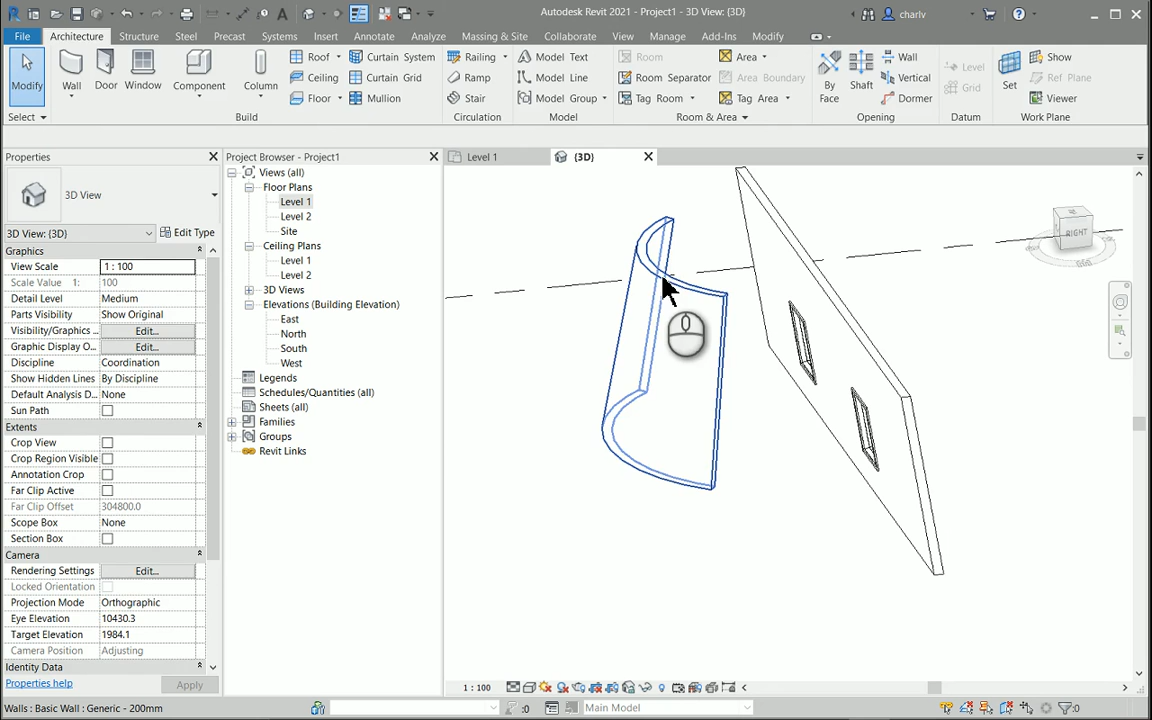 Autodesk Revit 2021 - Project1 - 3D View: {3D}
charlv
File Architecture Structure Steel Precast Systems Insert Annotate Analyze Massing & Site Collaborate View Manage Add-Ins Modify
Modify
Wall
Door
Window
Component
Column
Roof
Ceiling
Floor
Curtain System
Curtain Grid
Mullion
Railing
Ramp
Stair
Model Text
Model Line
Model Group
Room
Room Separator
Tag Room
Area
Area Boundary
Tag Area
By Face
Shaft
Wall
Vertical
Dormer
Level
Grid
Set
Show
Ref Plane
Viewer
Select
Build
Circulation
Model
Room & Area
Opening
Datum
Work Plane
Properties
3D View
3D View: {3D}
Edit Type
Graphics
View Scale 1 : 100
Scale Value 1: 100
Detail Level Medium
Parts Visibility Show Original
Visibility/Graphics ... Edit...
Graphic Display O... Edit...
Discipline Coordination
Show Hidden Lines By Discipline
Default Analysis D... None
Sun Path
Extents
Crop View
Crop Region Visible
Annotation Crop
Far Clip Active
Far Clip Offset 304800.0
Scope Box None
Section Box
Camera
Rendering Settings Edit...
Locked Orientation
Projection Mode Orthographic
Eye Elevation 10430.3
Target Elevation 1984.1
Camera Position Adjusting
Identity Data
Properties help
Apply
Project Browser - Project1
Views (all)
Floor Plans
Level 1
Level 2
Site
Ceiling Plans
Level 1
Level 2
3D Views
Elevations (Building Elevation)
East
North
South
West
Legends
Schedules/Quantities (all)
Sheets (all)
Families
Groups
Revit Links
Level 1
{3D}
RIGHT
1 : 100
Walls : Basic Wall : Generic - 200mm
:0
Main Model
:0